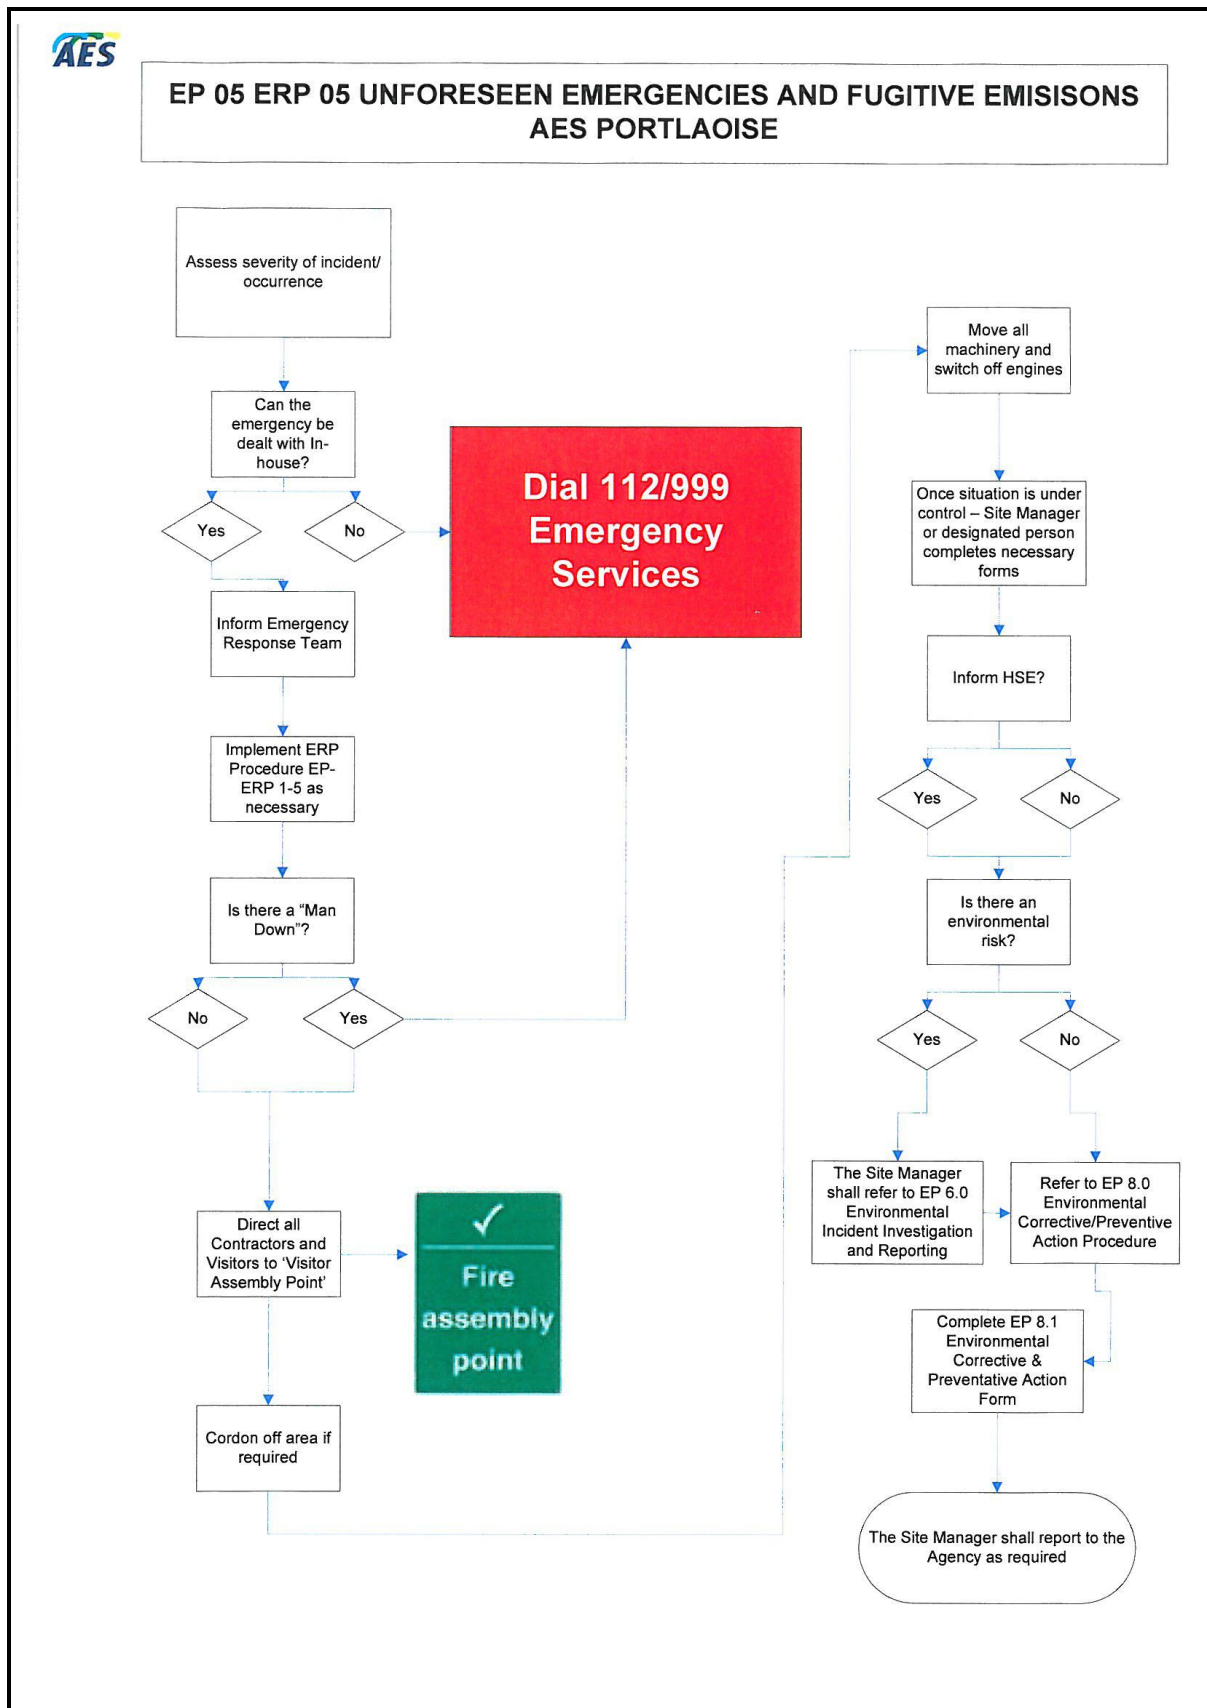 AES
EP 05 ERP 05 UNFORESEEN EMERGENCIES AND FUGITIVE EMISISONS
AES PORTLAOISE
Assess severity of incident/
occurrence
Can the
emergency be
dealt with In-
house?
Yes
No
Dial 112/999
Emergency
Services
Inform Emergency
Response Team
Implement ERP
Procedure EP-
ERP 1-5 as
necessary
Is there a “Man
Down”?
No
Yes
Direct all
Contractors and
Visitors to ‘Visitor
Assembly Point’
Fire
assembly
point
Cordon off area if
required
Move all
machinery and
switch off engines
Once situation is under
control – Site Manager
or designated person
completes necessary
forms
Inform HSE?
Yes
No
Is there an
environmental
risk?
Yes
No
The Site Manager
shall refer to EP 6.0
Environmental
Incident Investigation
and Reporting
Refer to EP 8.0
Environmental
Corrective/Preventive
Action Procedure
Complete EP 8.1
Environmental
Corrective &
Preventative Action
Form
The Site Manager shall report to the
Agency as required